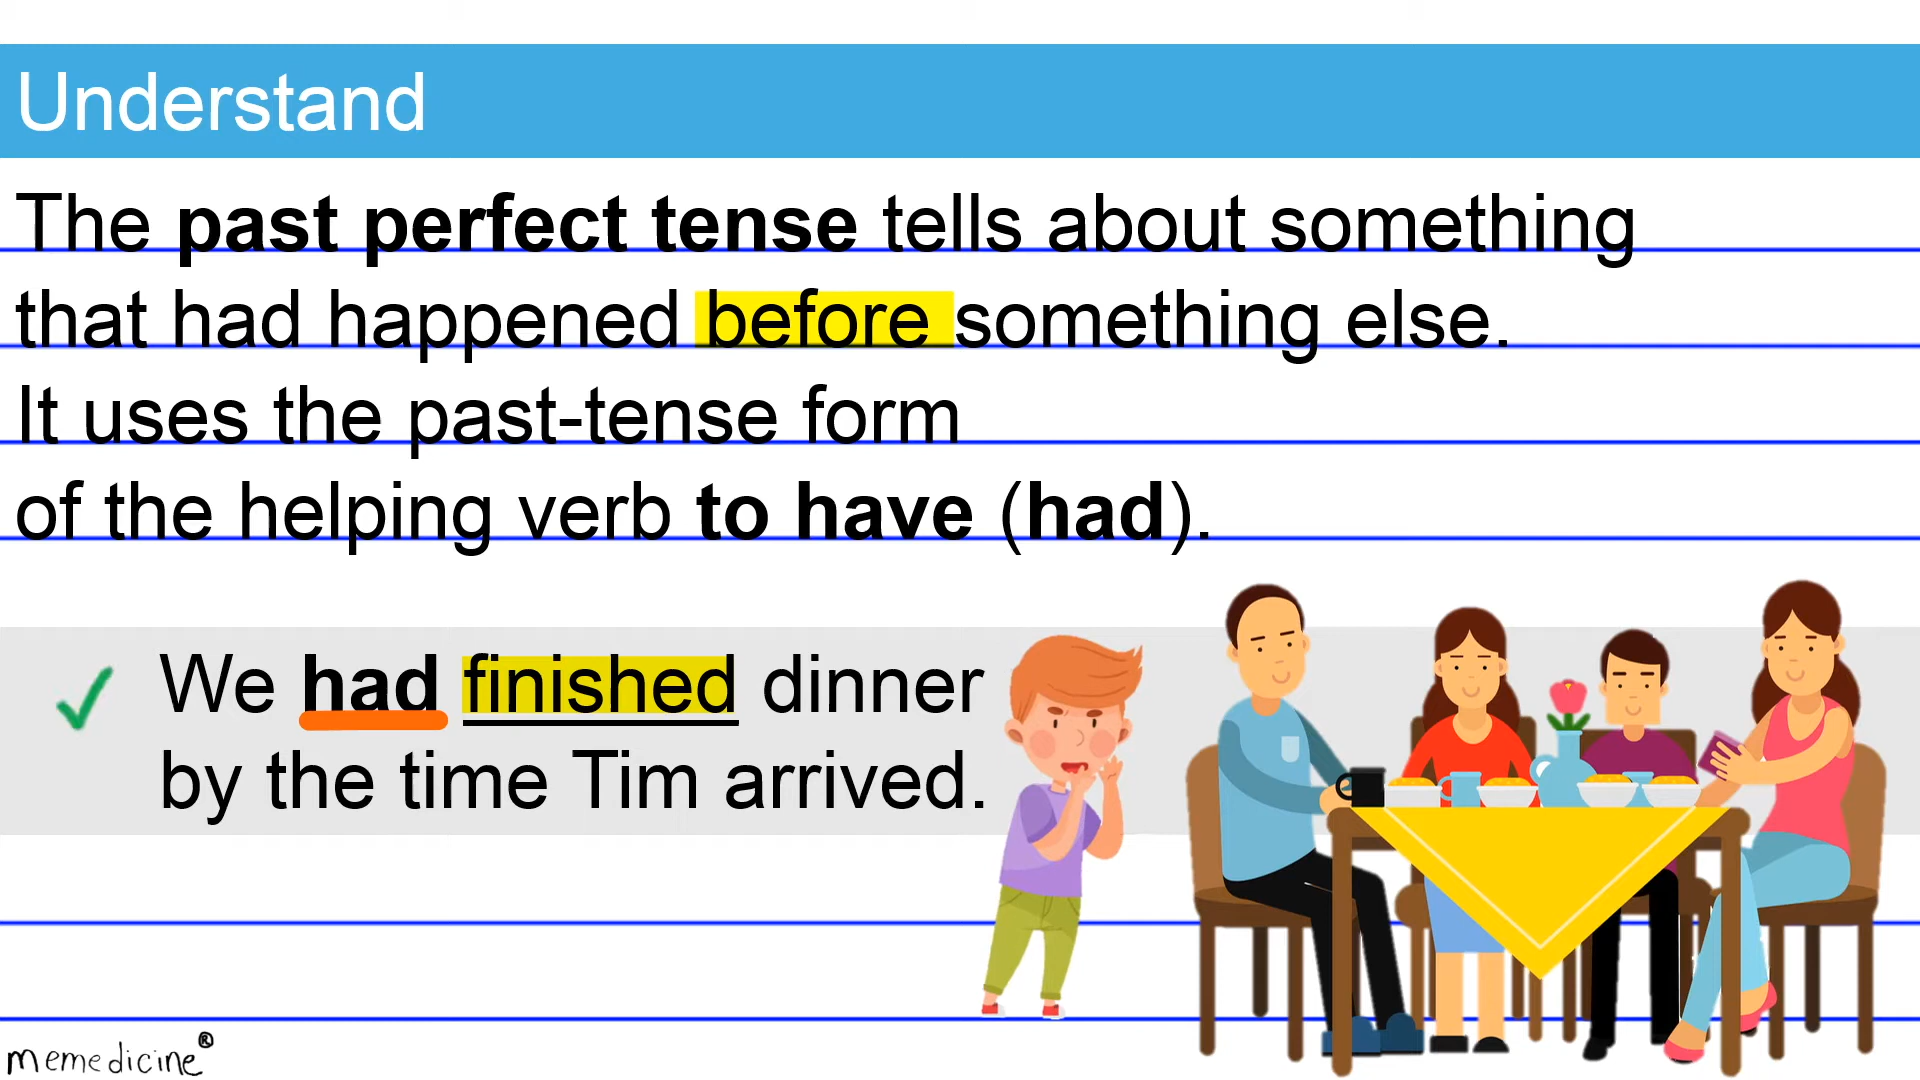 Understand
The past perfect tense tells about something
that had happened before something else.
It uses the past-tense form
of the helping verb to have (had).
We had finished dinner
by the time Tim arrived.
memedicine®